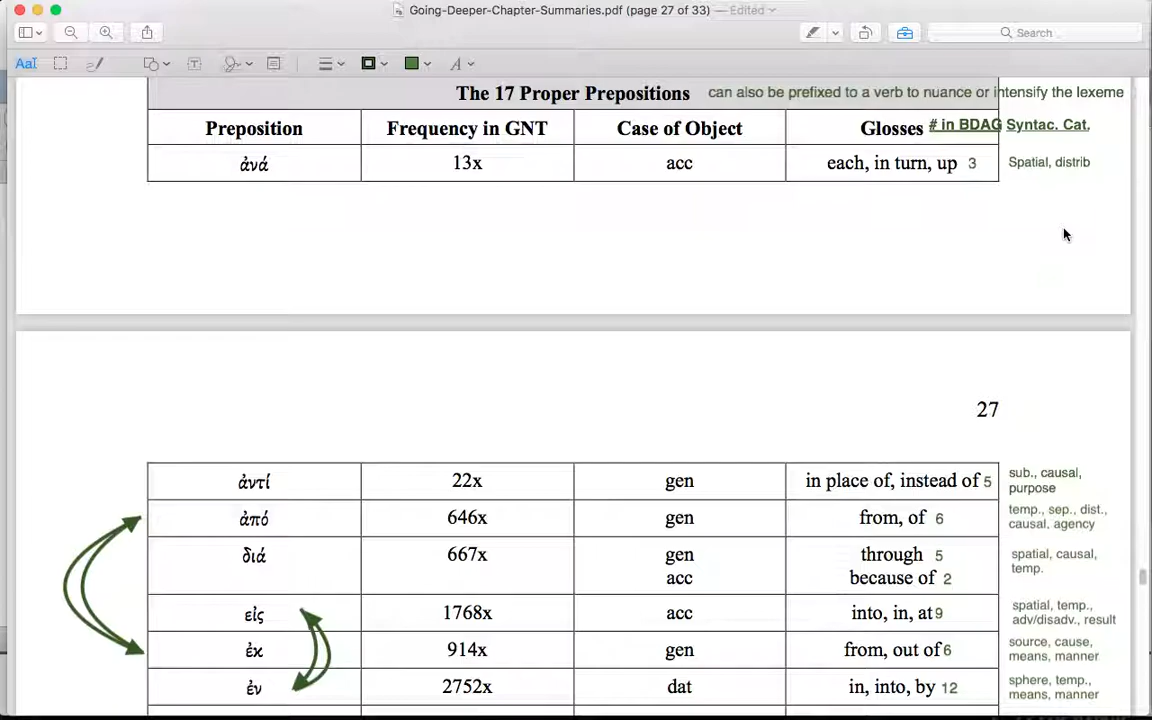 Going-Deeper-Chapter-Summaries.pdf (page 27 of 33) — Edited
Search
AaI
The 17 Proper Prepositions can also be prefixed to a verb to nuance or intensify the lexeme
Preposition Frequency in GNT Case of Object Glosses # in BDAG Syntac. Cat,
ἀνά 13x acc each, in turn, up 3 Spatial, distrib
27
ἀντί 22x gen in place of, instead of 5 sub., causal,
purpose
ἀπό 646x gen from, of 6 temp., sep., dist.,
causal, agency
διά 667x gen through 5 spatial, causal,
temp.
acc because of 2
εἰς 1768x acc into, in, at 9 spatial, temp.,
adv/disadv., result
ἐκ 914x gen from, out of 6 source, cause,
means, manner
ἐν 2752x dat in, into, by 12 sphere, temp.,
means, manner